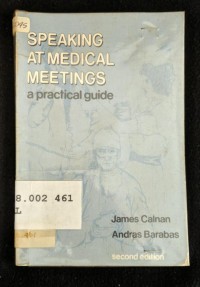 SPEAKING
AT MEDICAL
MEETINGS
a practical guide
8.002 461
L
James Calnan
Andras Barabas
second edition